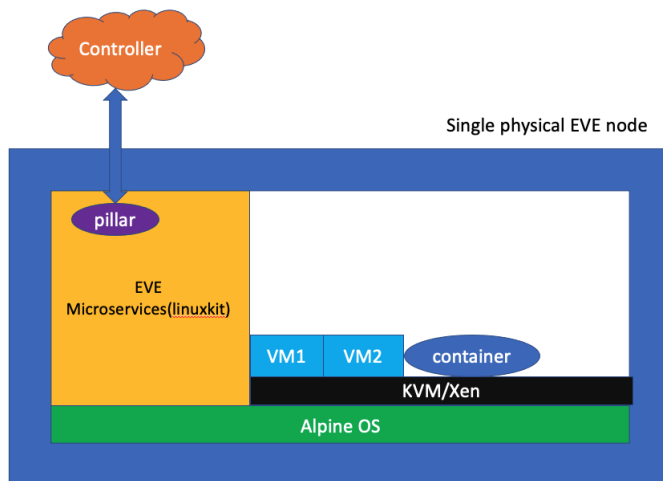 Controller
Single physical EVE node
pillar
EVE
Microservices(linuxkit)
VM1
VM2
container
KVM/Xen
Alpine OS